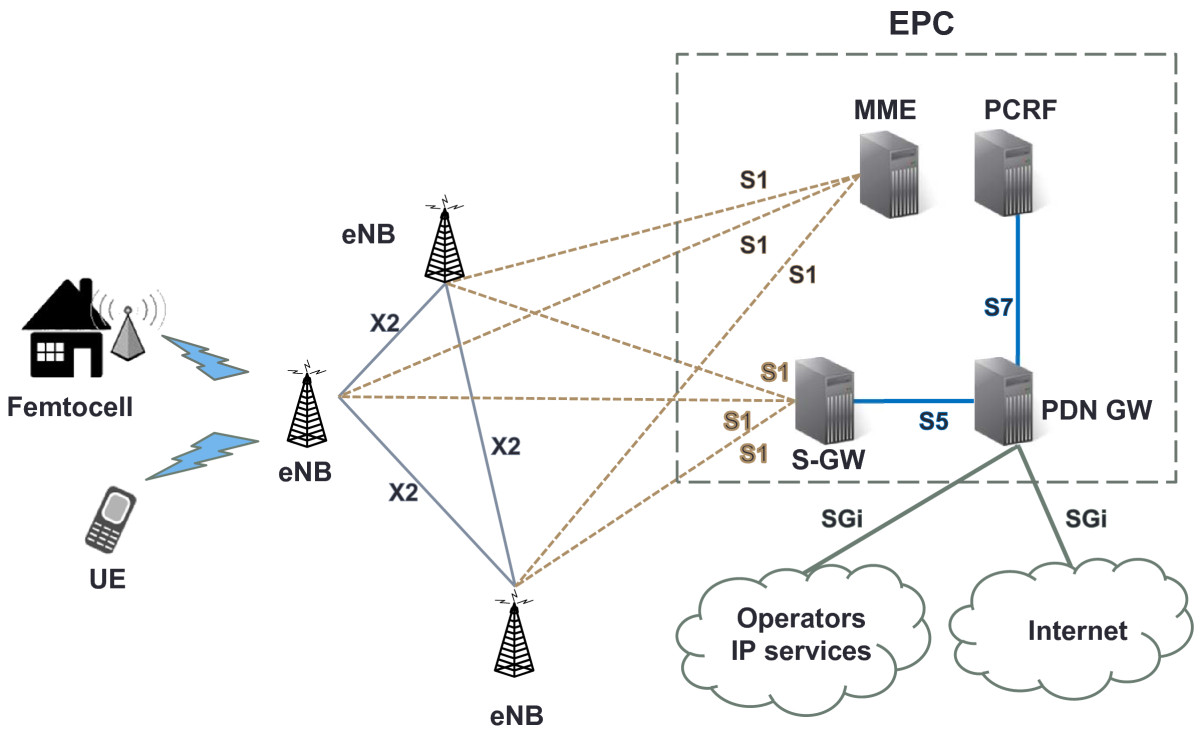 EPC
MME
PCRF
S1
eNB
S1
S1
X2
S7
Femtocell
S1
S1
S5
PDN GW
X2
S1
S-GW
eNB
X2
SGi
SGi
UE
Operators
IP services
Internet
eNB